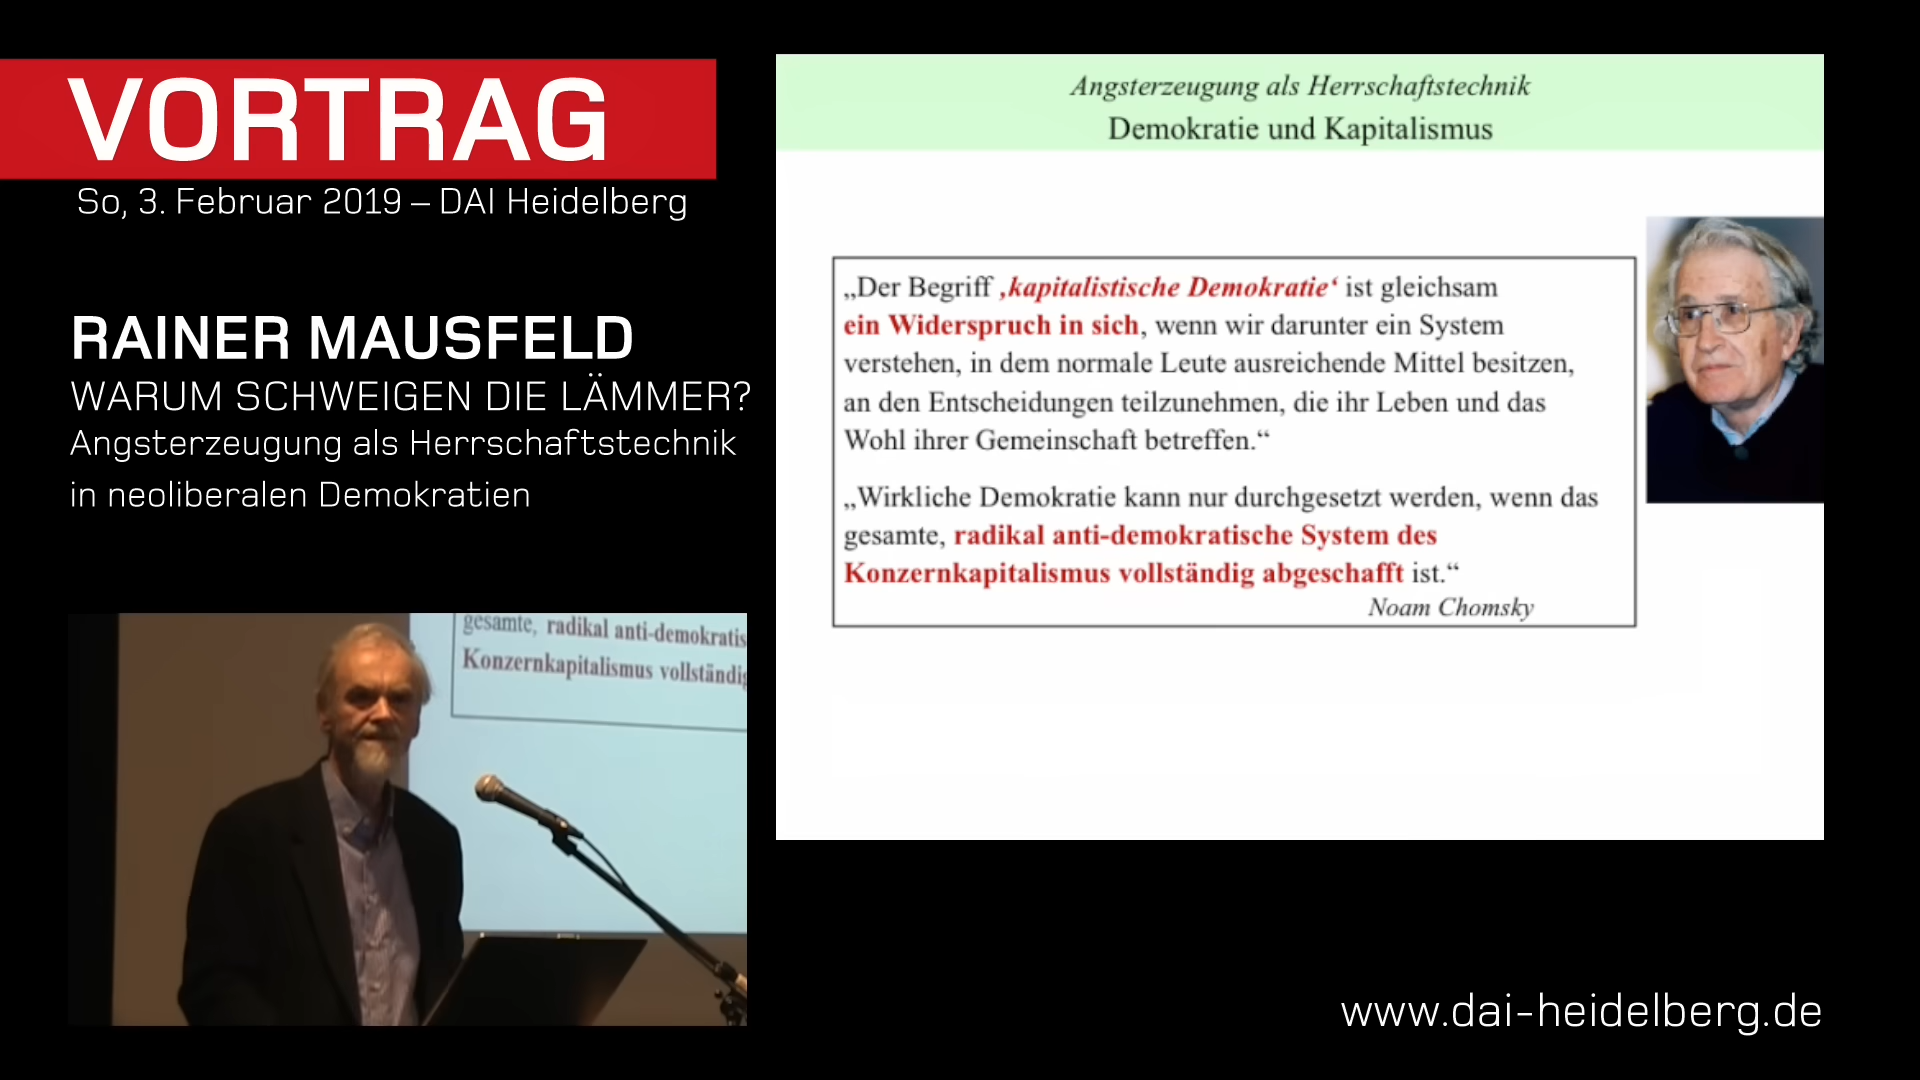 VORTRAG
So, 3. Februar 2019 – DAI Heidelberg
RAINER MAUSFELD
WARUM SCHWEIGEN DIE LÄMMER?
Angsterzeugung als Herrschaftstechnik
in neoliberalen Demokratien
gesamte, radikal anti-demokratis
Konzernkapitalismus vollständig
Angsterzeugung als Herrschaftstechnik
Demokratie und Kapitalismus
„Der Begriff ‚kapitalistische Demokratie‘ ist gleichsam
ein Widerspruch in sich, wenn wir darunter ein System
verstehen, in dem normale Leute ausreichende Mittel besitzen,
an den Entscheidungen teilzunehmen, die ihr Leben und das
Wohl ihrer Gemeinschaft betreffen.“
„Wirkliche Demokratie kann nur durchgesetzt werden, wenn das
gesamte, radikal anti-demokratische System des
Konzernkapitalismus vollständig abgeschafft ist.“
Noam Chomsky
www.dai-heidelberg.de